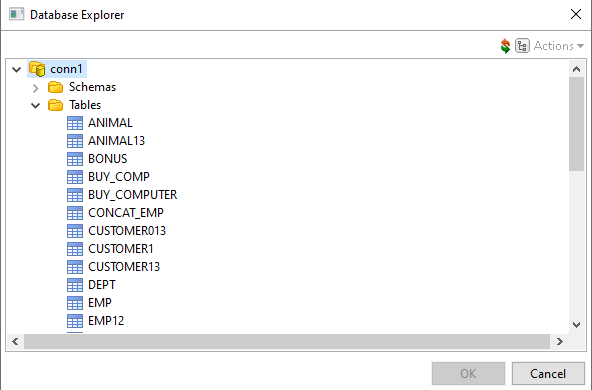 Database Explorer
Actions
conn1
Schemas
Tables
ANIMAL
ANIMAL13
BONUS
BUY_COMP
BUY_COMPUTER
CONCAT_EMP
CUSTOMER013
CUSTOMER1
CUSTOMER13
DEPT
EMP
EMP12
OK Cancel